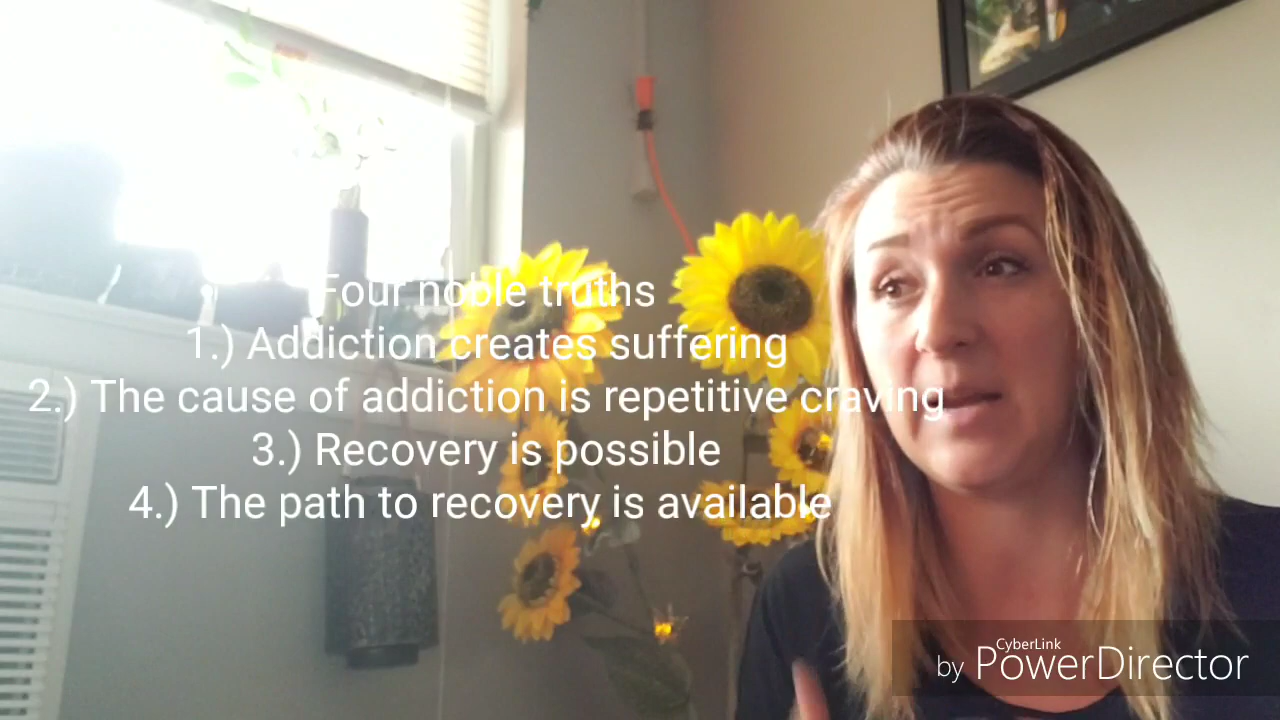 Four noble truths
1.) Addiction creates suffering
2.) The cause of addiction is repetitive craving
3.) Recovery is possible
4.) The path to recovery is available
CyberLink
by PowerDirector